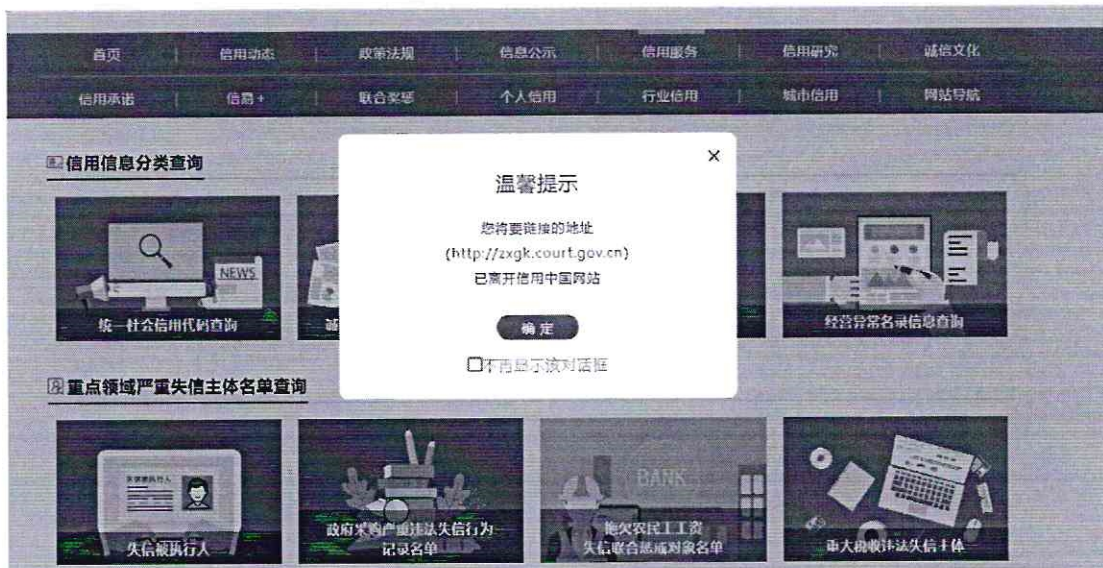 首页 信用动态 政策法规 信息公示 信用服务 信用研究 诚信文化
信用承诺 信易+ 联合奖惩 个人信用 行业信用 城市信用 网站导航
信用信息分类查询
温馨提示
您将要链接的地址
(http://zxgk.court.gov.cn)
已离开信用中国网站
确定
不再显示该对话框
NEWS
统一社会信用代码查询
诚
经营异常名录信息查询
重点领域严重失信主体名单查询
失信被执行人
BANK
失信被执行人
政府采购严重违法失信行为
记录名单
拖欠农民工工资
失信联合惩戒对象名单
重大税收违法失信主体